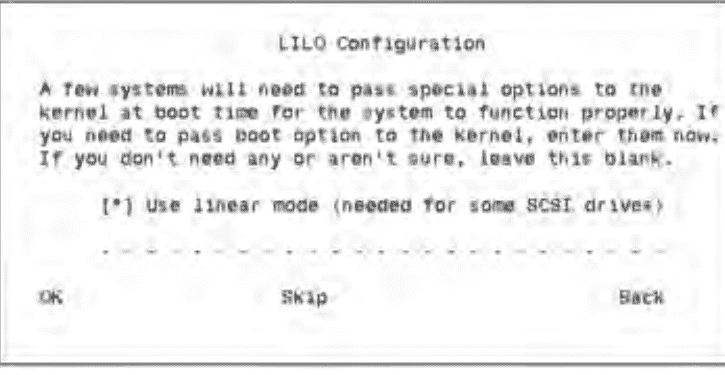 LILO Configuration
A few systems will need to pass special options to the
kernel at boot time for the system to function properly. If
you need to pass boot option to the kernel, enter them now.
If you don't need any or aren't sure, leave this blank.
[*] Use linear mode (needed for some SCSI drives)
OK Skip Back